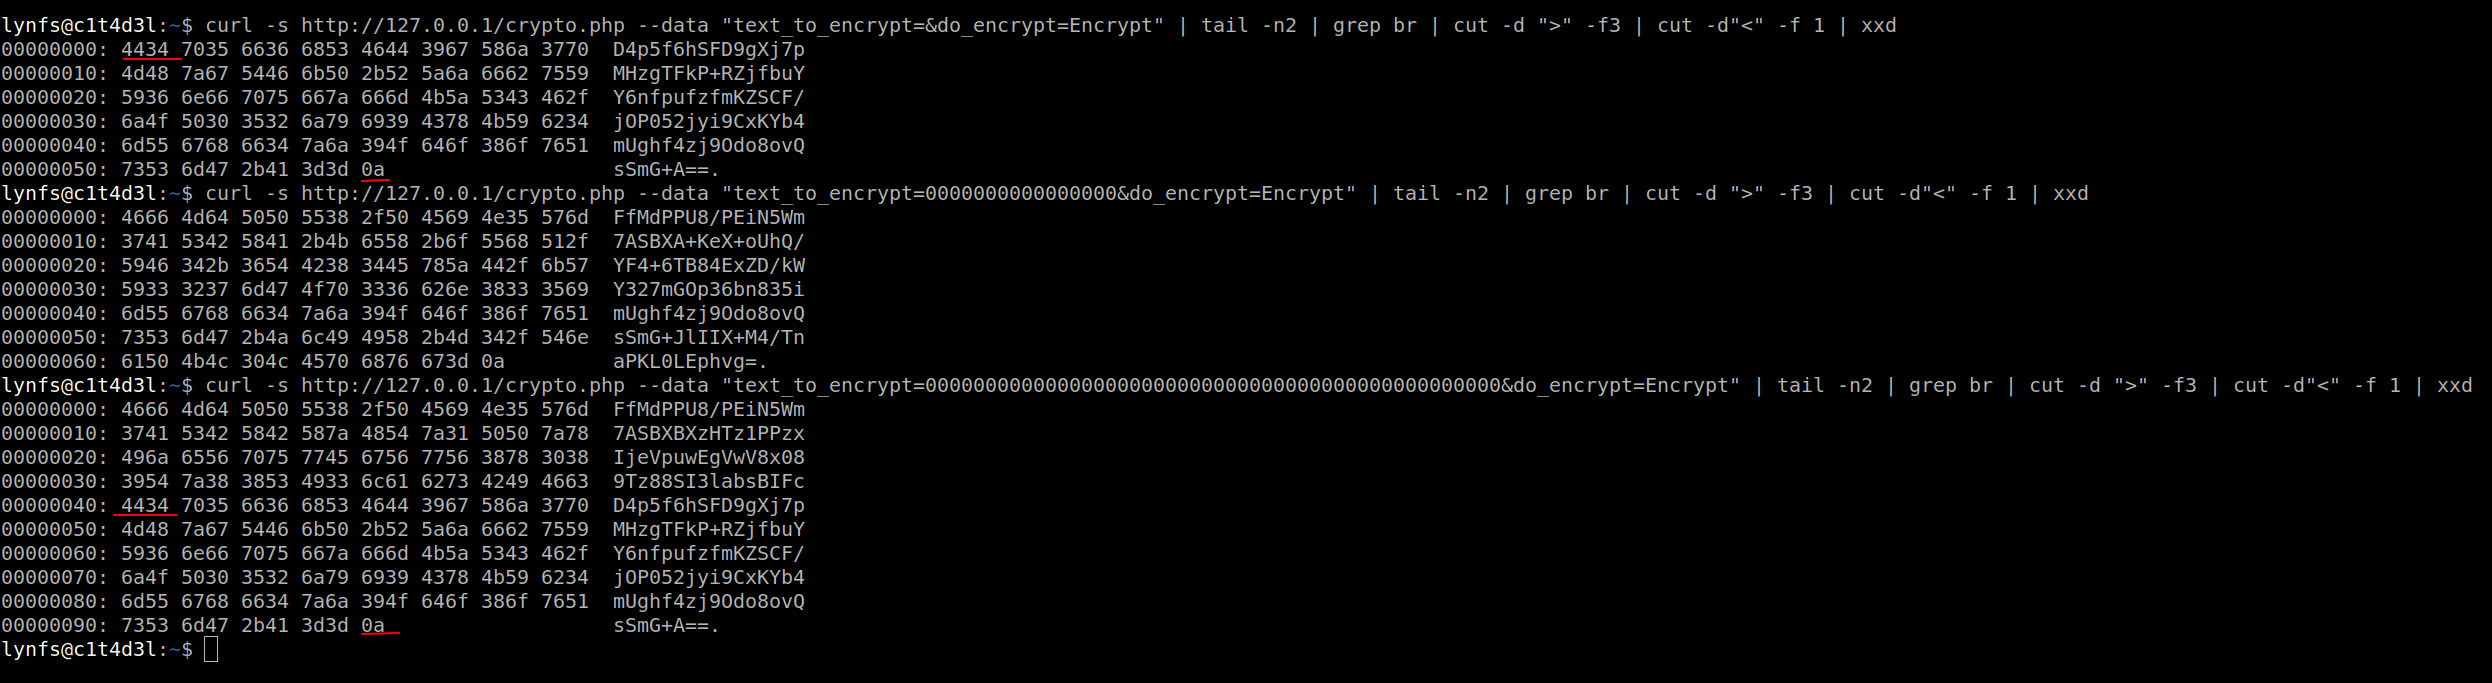 lynfs@c1t4d3l:~$ curl -s http://127.0.0.1/crypto.php --data "text_to_encrypt=&do_encrypt=Encrypt" | tail -n2 | grep br | cut -d ">" -f3 | cut -d"<" -f 1 | xxd
00000000: 4434 7035 6636 6853 4644 3967 586a 3770  D4p5f6hSFD9gXj7p
00000010: 4d48 7a67 5446 6b50 2b52 5a6a 6662 7559  MHzgTFkP+RZjfbuY
00000020: 5936 6e66 7075 667a 666d 4b5a 5343 462f  Y6nfpufzfmKZSCF/
00000030: 6a4f 5030 3532 6a79 6939 4378 4b59 6234  jOP052jyi9CxKYb4
00000040: 6d55 6768 6634 7a6a 394f 646f 386f 7651  mUghf4zj9Odo8ovQ
00000050: 7353 6d47 2b41 3d3d 0a                   sSmG+A==.
lynfs@c1t4d3l:~$ curl -s http://127.0.0.1/crypto.php --data "text_to_encrypt=0000000000000000&do_encrypt=Encrypt" | tail -n2 | grep br | cut -d ">" -f3 | cut -d"<" -f 1 | xxd
00000000: 4666 4d64 5050 5538 2f50 4569 4e35 576d  FfMdPPU8/PEiN5Wm
00000010: 3741 5342 5841 2b4b 6558 2b6f 5568 512f  7ASBXA+KeX+oUhQ/
00000020: 5946 342b 3654 4238 3445 785a 442f 6b57  YF4+6TB84ExZD/kW
00000030: 5933 3237 6d47 4f70 3336 626e 3833 3569  Y327mGOp36bn835i
00000040: 6d55 6768 6634 7a6a 394f 646f 386f 7651  mUghf4zj9Odo8ovQ
00000050: 7353 6d47 2b4a 6c49 4958 2b4d 342f 546e  sSmG+JlIIX+M4/Tn
00000060: 6150 4b4c 304c 4570 6876 673d 0a         aPKL0LEphvg=.
lynfs@c1t4d3l:~$ curl -s http://127.0.0.1/crypto.php --data "text_to_encrypt=000000000000000000000000000000000000000000000000&do_encrypt=Encrypt" | tail -n2 | grep br | cut -d ">" -f3 | cut -d"<" -f 1 | xxd
00000000: 4666 4d64 5050 5538 2f50 4569 4e35 576d  FfMdPPU8/PEiN5Wm
00000010: 3741 5342 5842 587a 4854 7a31 5050 7a78  7ASBXBXzHTz1PPzx
00000020: 496a 6556 7075 7745 6756 7756 3878 3038  IjeVpuwEgVwV8x08
00000030: 3954 7a38 3853 4933 6c61 6273 4249 4663  9Tz88SI3labsBIFc
00000040: 4434 7035 6636 6853 4644 3967 586a 3770  D4p5f6hSFD9gXj7p
00000050: 4d48 7a67 5446 6b50 2b52 5a6a 6662 7559  MHzgTFkP+RZjfbuY
00000060: 5936 6e66 7075 667a 666d 4b5a 5343 462f  Y6nfpufzfmKZSCF/
00000070: 6a4f 5030 3532 6a79 6939 4378 4b59 6234  jOP052jyi9CxKYb4
00000080: 6d55 6768 6634 7a6a 394f 646f 386f 7651  mUghf4zj9Odo8ovQ
00000090: 7353 6d47 2b41 3d3d 0a                   sSmG+A==.
lynfs@c1t4d3l:~$